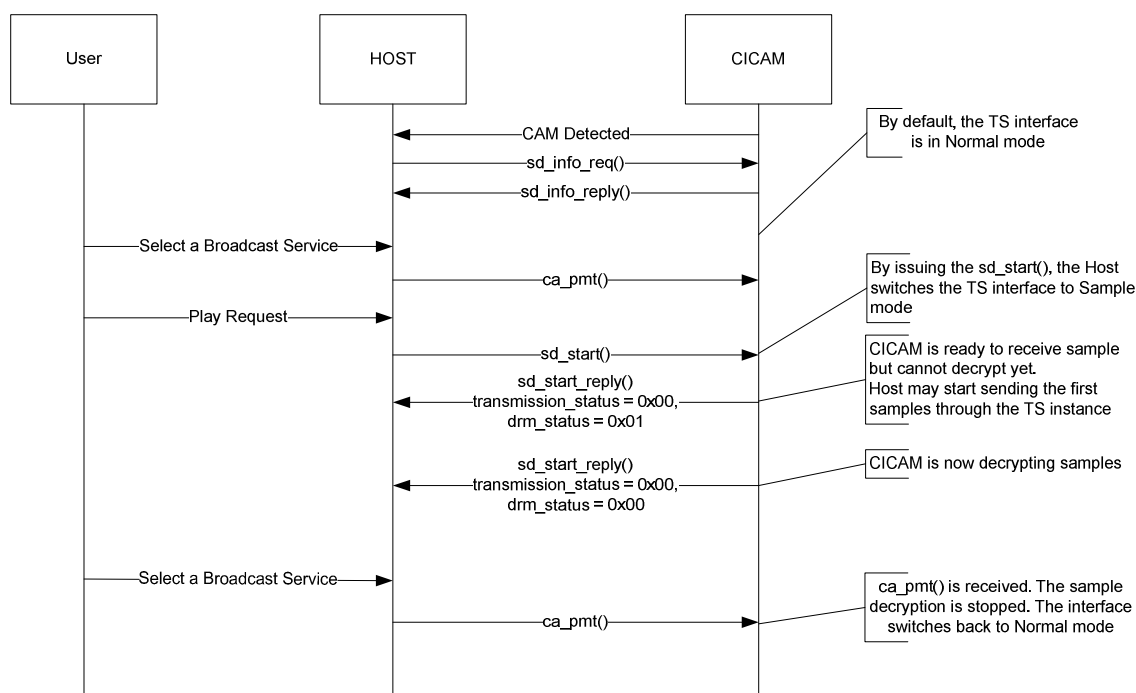 User
HOST
CICAM
CAM Detected
By default, the TS interface
is in Normal mode
sd_info_req()
sd_info_reply()
Select a Broadcast Service
ca_pmt()
By issuing the sd_start(), the Host
switches the TS interface to Sample
mode
Play Request
sd_start()
CICAM is ready to receive sample
but cannot decrypt yet.
Host may start sending the first
samples through the TS instance
sd_start_reply()
transmission_status = 0x00,
drm_status = 0x01
CICAM is now decrypting samples
sd_start_reply()
transmission_status = 0x00,
drm_status = 0x00
Select a Broadcast Service
ca_pmt() is received. The sample
decryption is stopped. The interface
switches back to Normal mode
ca_pmt()